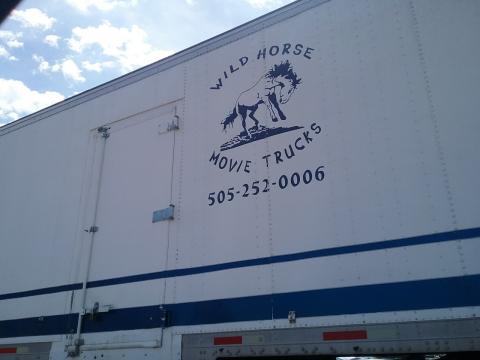 WILD HORSE
MOVIE TRUCKS
505-252-0006